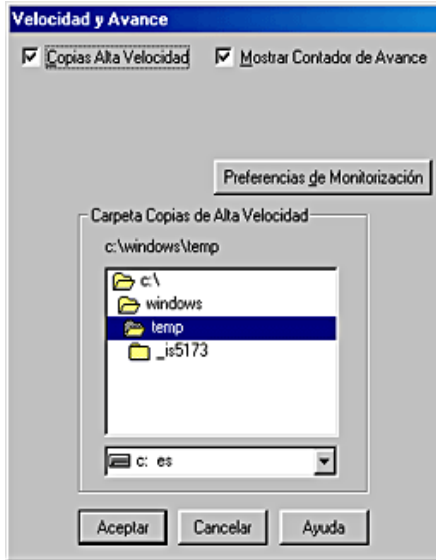 Velocidad y Avance
Copias Alta Velocidad Mostrar Contador de Avance
Preferencias de Monitorización
Carpeta Copias de Alta Velocidad
c:\windows\temp
c:\
windows
temp
_is5173
c: es
Aceptar Cancelar Ayuda